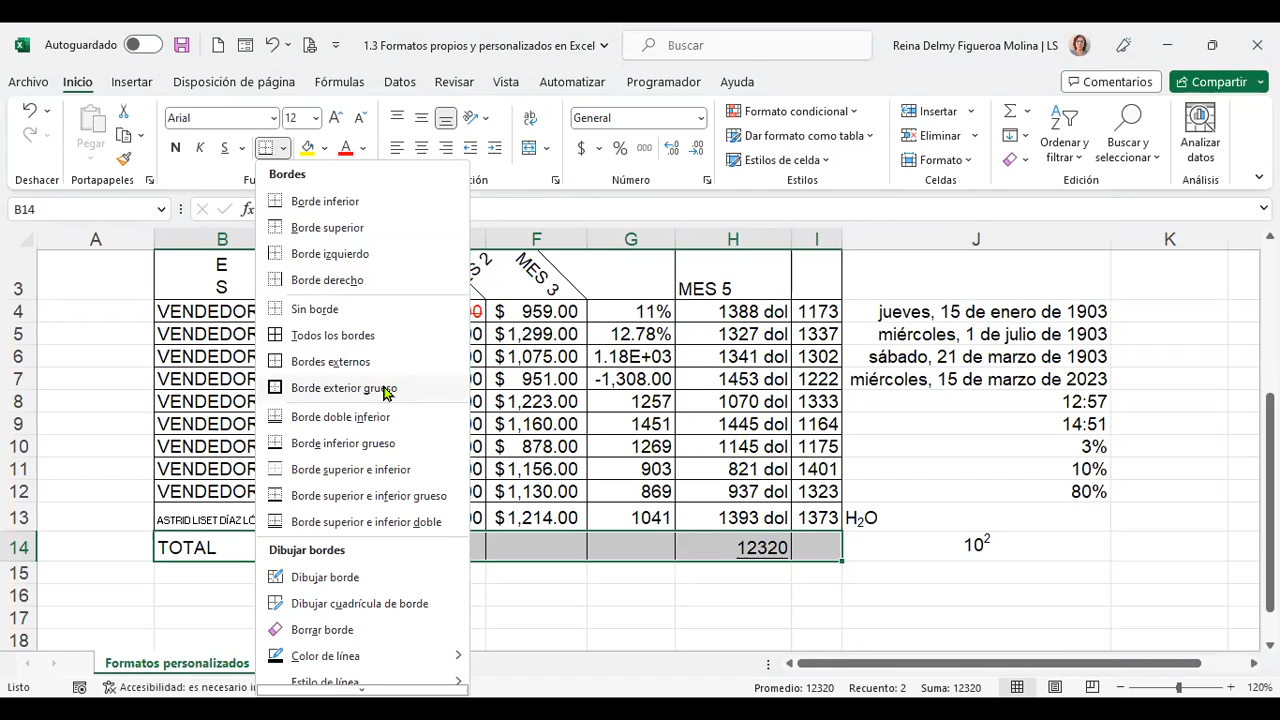 Autoguardado
1.3 Formatos propios y personalizados en Excel
Buscar
Reina Delmy Figueroa Molina | LS
Archivo Inicio Insertar Disposición de página Fórmulas Datos Revisar Vista Automatizar Programador Ayuda Comentarios Compartir
Arial 12 General
Formato condicional
Dar formato como tabla
Estilos de celda
Insertar
Eliminar
Formato
Pegar
N K S
$ % 000
Ordenar y filtrar
Buscar y seleccionar
Analizar datos
Deshacer Portapapeles Fu Número Estilos Celdas Edición Análisis
B14 fx
Bordes
Borde inferior
Borde superior
Borde izquierdo
Borde derecho
Sin borde
Todos los bordes
Bordes externos
Borde exterior grueso
Borde doble inferior
Borde inferior grueso
Borde superior e inferior
Borde superior e inferior grueso
Borde superior e inferior doble
Dibujar bordes
Dibujar borde
Dibujar cuadrícula de borde
Borrar borde
Color de línea
Estilo de línea
A B F G H I J K
E
3 S MES 3 MES 5
4 VENDEDOR $ 959.00 11% 1388 dol 1173 jueves, 15 de enero de 1903
5 VENDEDOR $1,299.00 12.78% 1327 dol 1337 miércoles, 1 de julio de 1903
6 VENDEDOR $1,075.00 1.18E+03 1341 dol 1302 sábado, 21 de marzo de 1903
7 VENDEDOR $ 951.00 -1,308.00 1453 dol 1222 miércoles, 15 de marzo de 2023
8 VENDEDOR 00 $1,223.00 1257 1070 dol 1333 12:57
9 VENDEDOR 00 $1,160.00 1451 1445 dol 1164 14:51
10 VENDEDOR 00 $ 878.00 1269 1145 dol 1175 3%
11 VENDEDOR 00 $1,156.00 903 821 dol 1401 10%
12 VENDEDOR 00 $1,130.00 869 937 dol 1323 80%
13 ASTRID LISET DÍAZ LÓ 00 $1,214.00 1041 1393 dol 1373 H₂O
14 TOTAL 12320 10²
15
16
17
18
Formatos personalizados
Listo Accesibilidad: es necesario in Promedio: 12320 Recuento: 2 Suma: 12320 120%